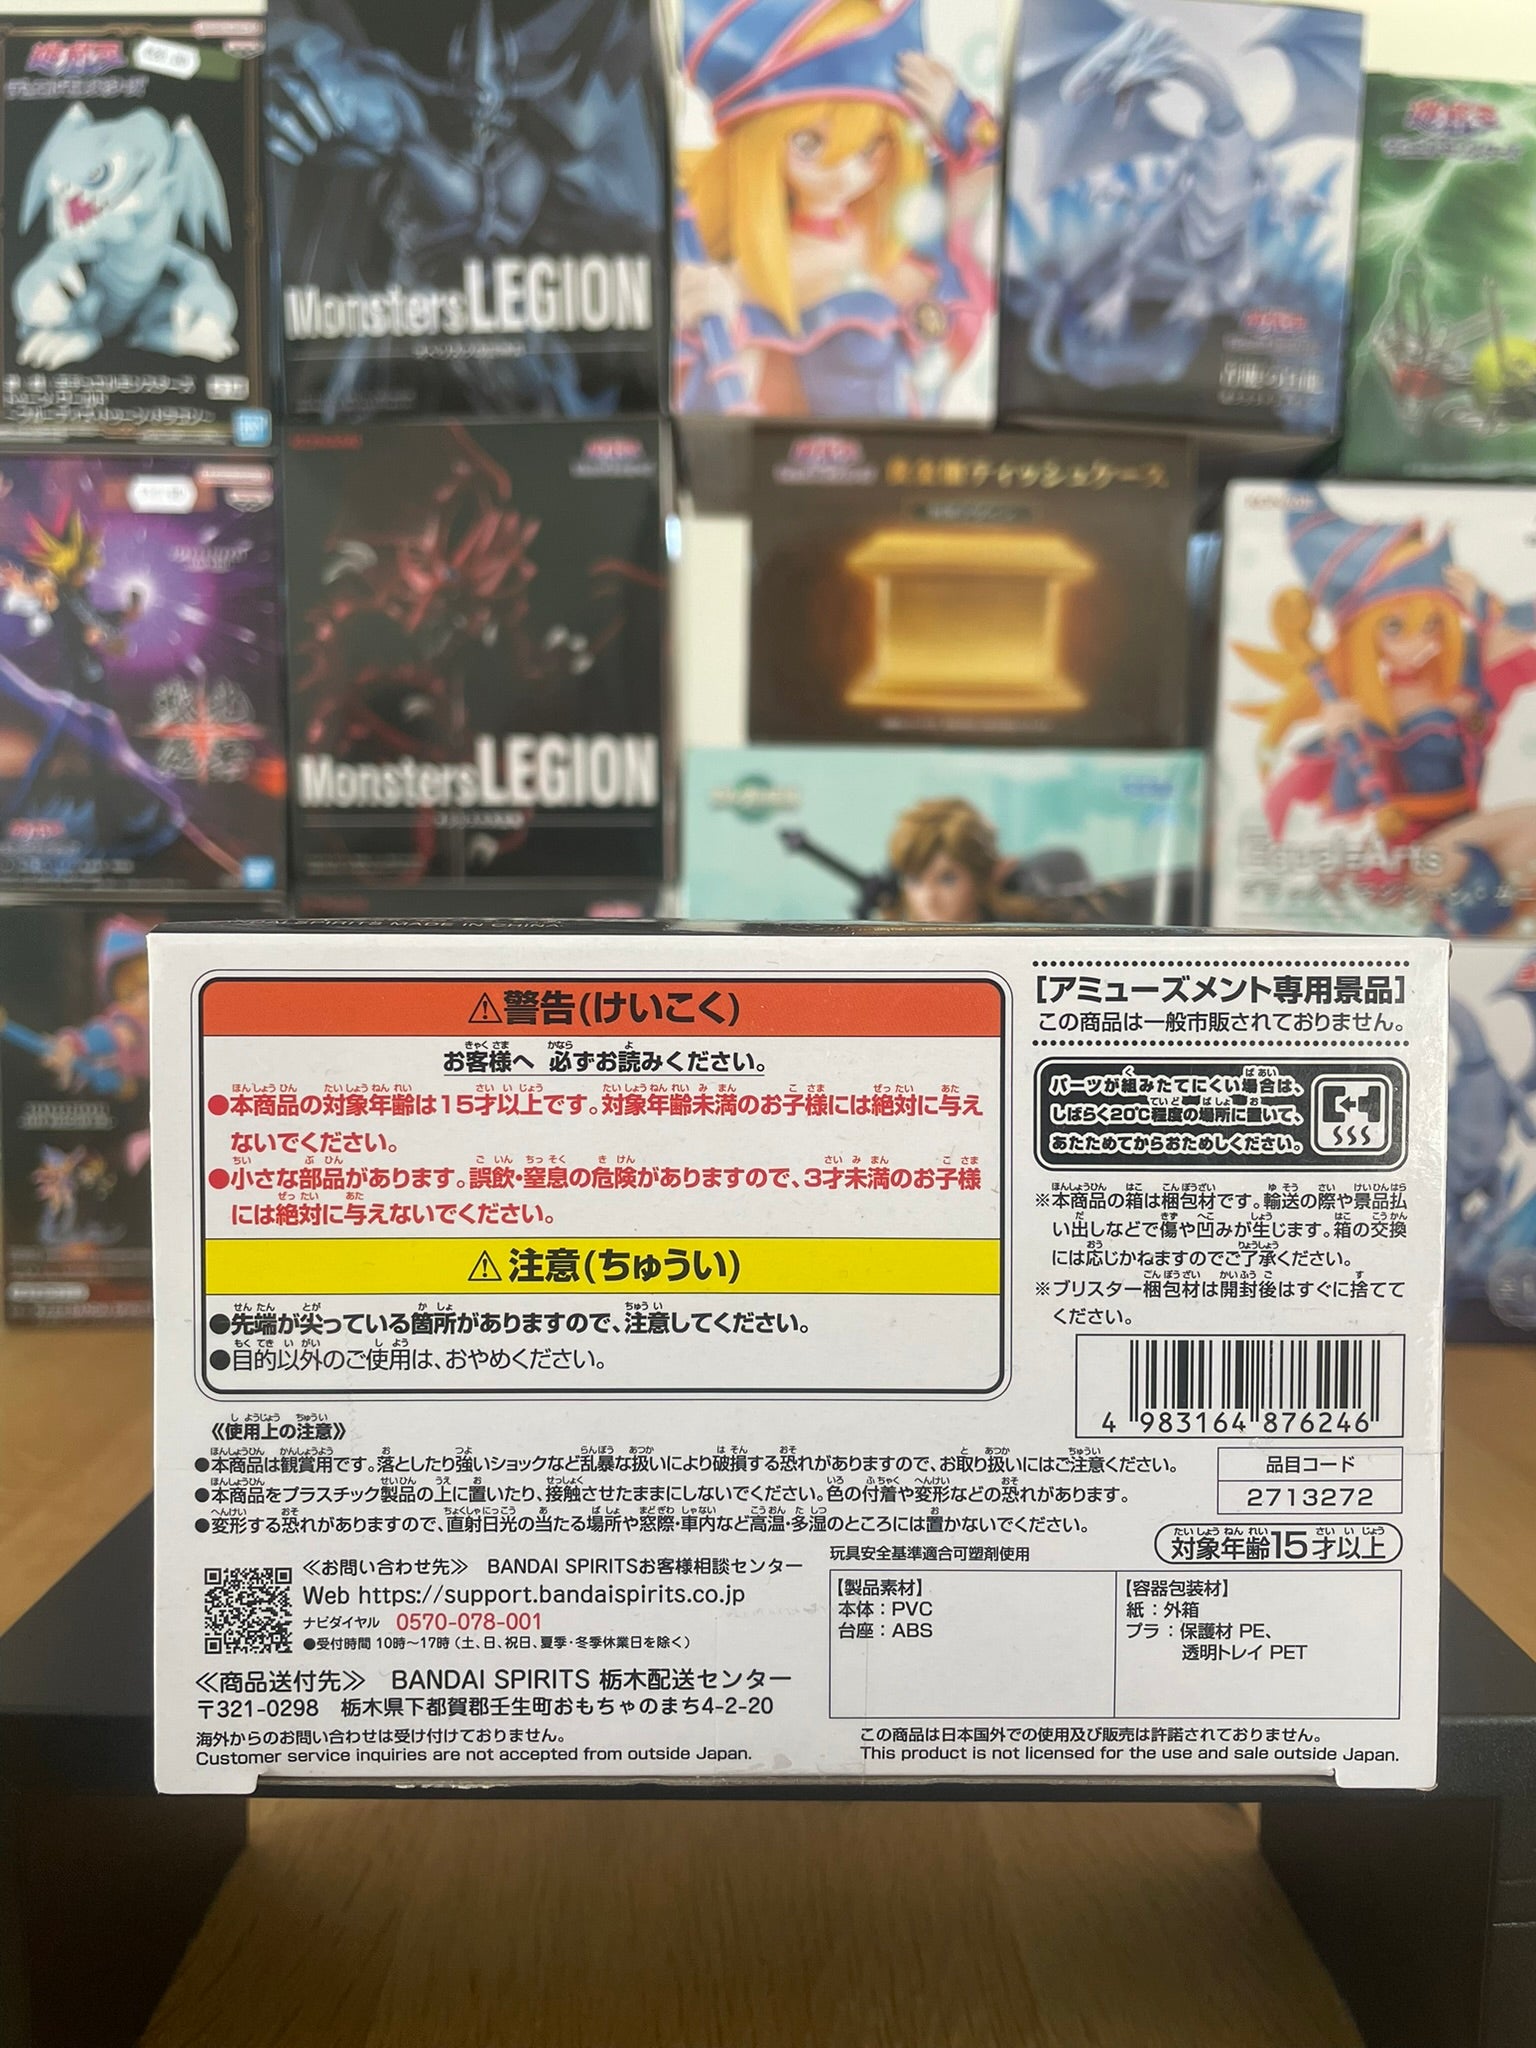 Monsters LEGION
Monsters LEGION
SPIRITS MADE IN CHINA
⚠警告(けいこく)
お客様へ 必ずお読みください。
●本商品の対象年齢は15才以上です。対象年齢未満のお子様には絶対に与え
ないでください。
●小さな部品があります。誤飲・窒息の危険がありますので、3才未満のお子様
には絶対に与えないでください。
⚠注意(ちゅうい)
●先端が尖っている箇所がありますので、注意してください。
●目的以外のご使用は、おやめください。
[アミューズメント専用景品]
この商品は一般市販されておりません。
パーツが組みたてにくい場合は、
しばらく20℃程度の場所に置いて、
あたためてからおためしください。
※本商品の箱は梱包材です。輸送の際や景品払
い出しなどで傷や凹みが生じます。箱の交換
には応じかねますのでご了承ください。
※ブリスター梱包材は開封後はすぐに捨てて
ください。
4 983164 876246
品目コード
2713272
対象年齢15才以上
《使用上の注意》
●本商品は観賞用です。落としたり強いショックなど乱暴な扱いにより破損する恐れがありますので、お取り扱いにはご注意ください。
●本商品をプラスチック製品の上に置いたり、接触させたままにしないでください。色の付着や変形などの恐れがあります。
●変形する恐れがありますので、直射日光の当たる場所や窓際・車内など高温・多湿のところには置かないでください。
≪お問い合わせ先≫ BANDAI SPIRITSお客様相談センター
Web https://support.bandaispirits.co.jp
ナビダイヤル 0570-078-001
●受付時間 10時～17時(土、日、祝日、夏季・冬季休業日を除く)
≪商品送付先≫ BANDAI SPIRITS 栃木配送センター
〒321-0298 栃木県下都賀郡壬生町おもちゃのまち4-2-20
海外からのお問い合わせは受け付けておりません。
Customer service inquiries are not accepted from outside Japan.
玩具安全基準適合可塑剤使用
【製品素材】
本体：PVC
台座：ABS
【容器包装材】
紙：外箱
プラ：保護材 PE、
透明トレイ PET
この商品は日本国外での使用及び販売は許諾されておりません。
This product is not licensed for the use and sale outside Japan.